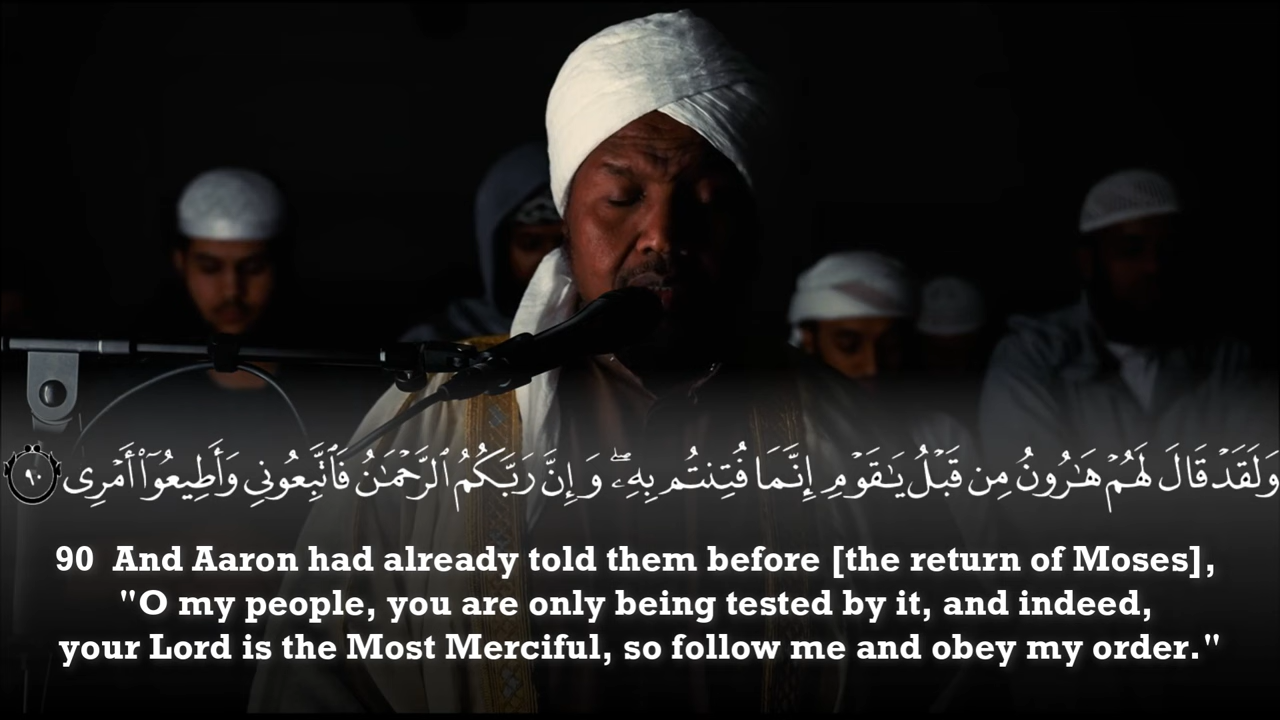 وَلَقَدْ قَالَ لَهُمْ هَـٰرُونُ مِن قَبْلُ يَـٰقَوْمِ إِنَّمَا فُتِنتُم بِهِۦ ۖ وَإِنَّ رَبَّكُمُ ٱلرَّحْمَـٰنُ فَٱتَّبِعُونِى وَأَطِيعُوٓا۟ أَمْرِى ٩٠
90 And Aaron had already told them before [the return of Moses],
"O my people, you are only being tested by it, and indeed,
your Lord is the Most Merciful, so follow me and obey my order."